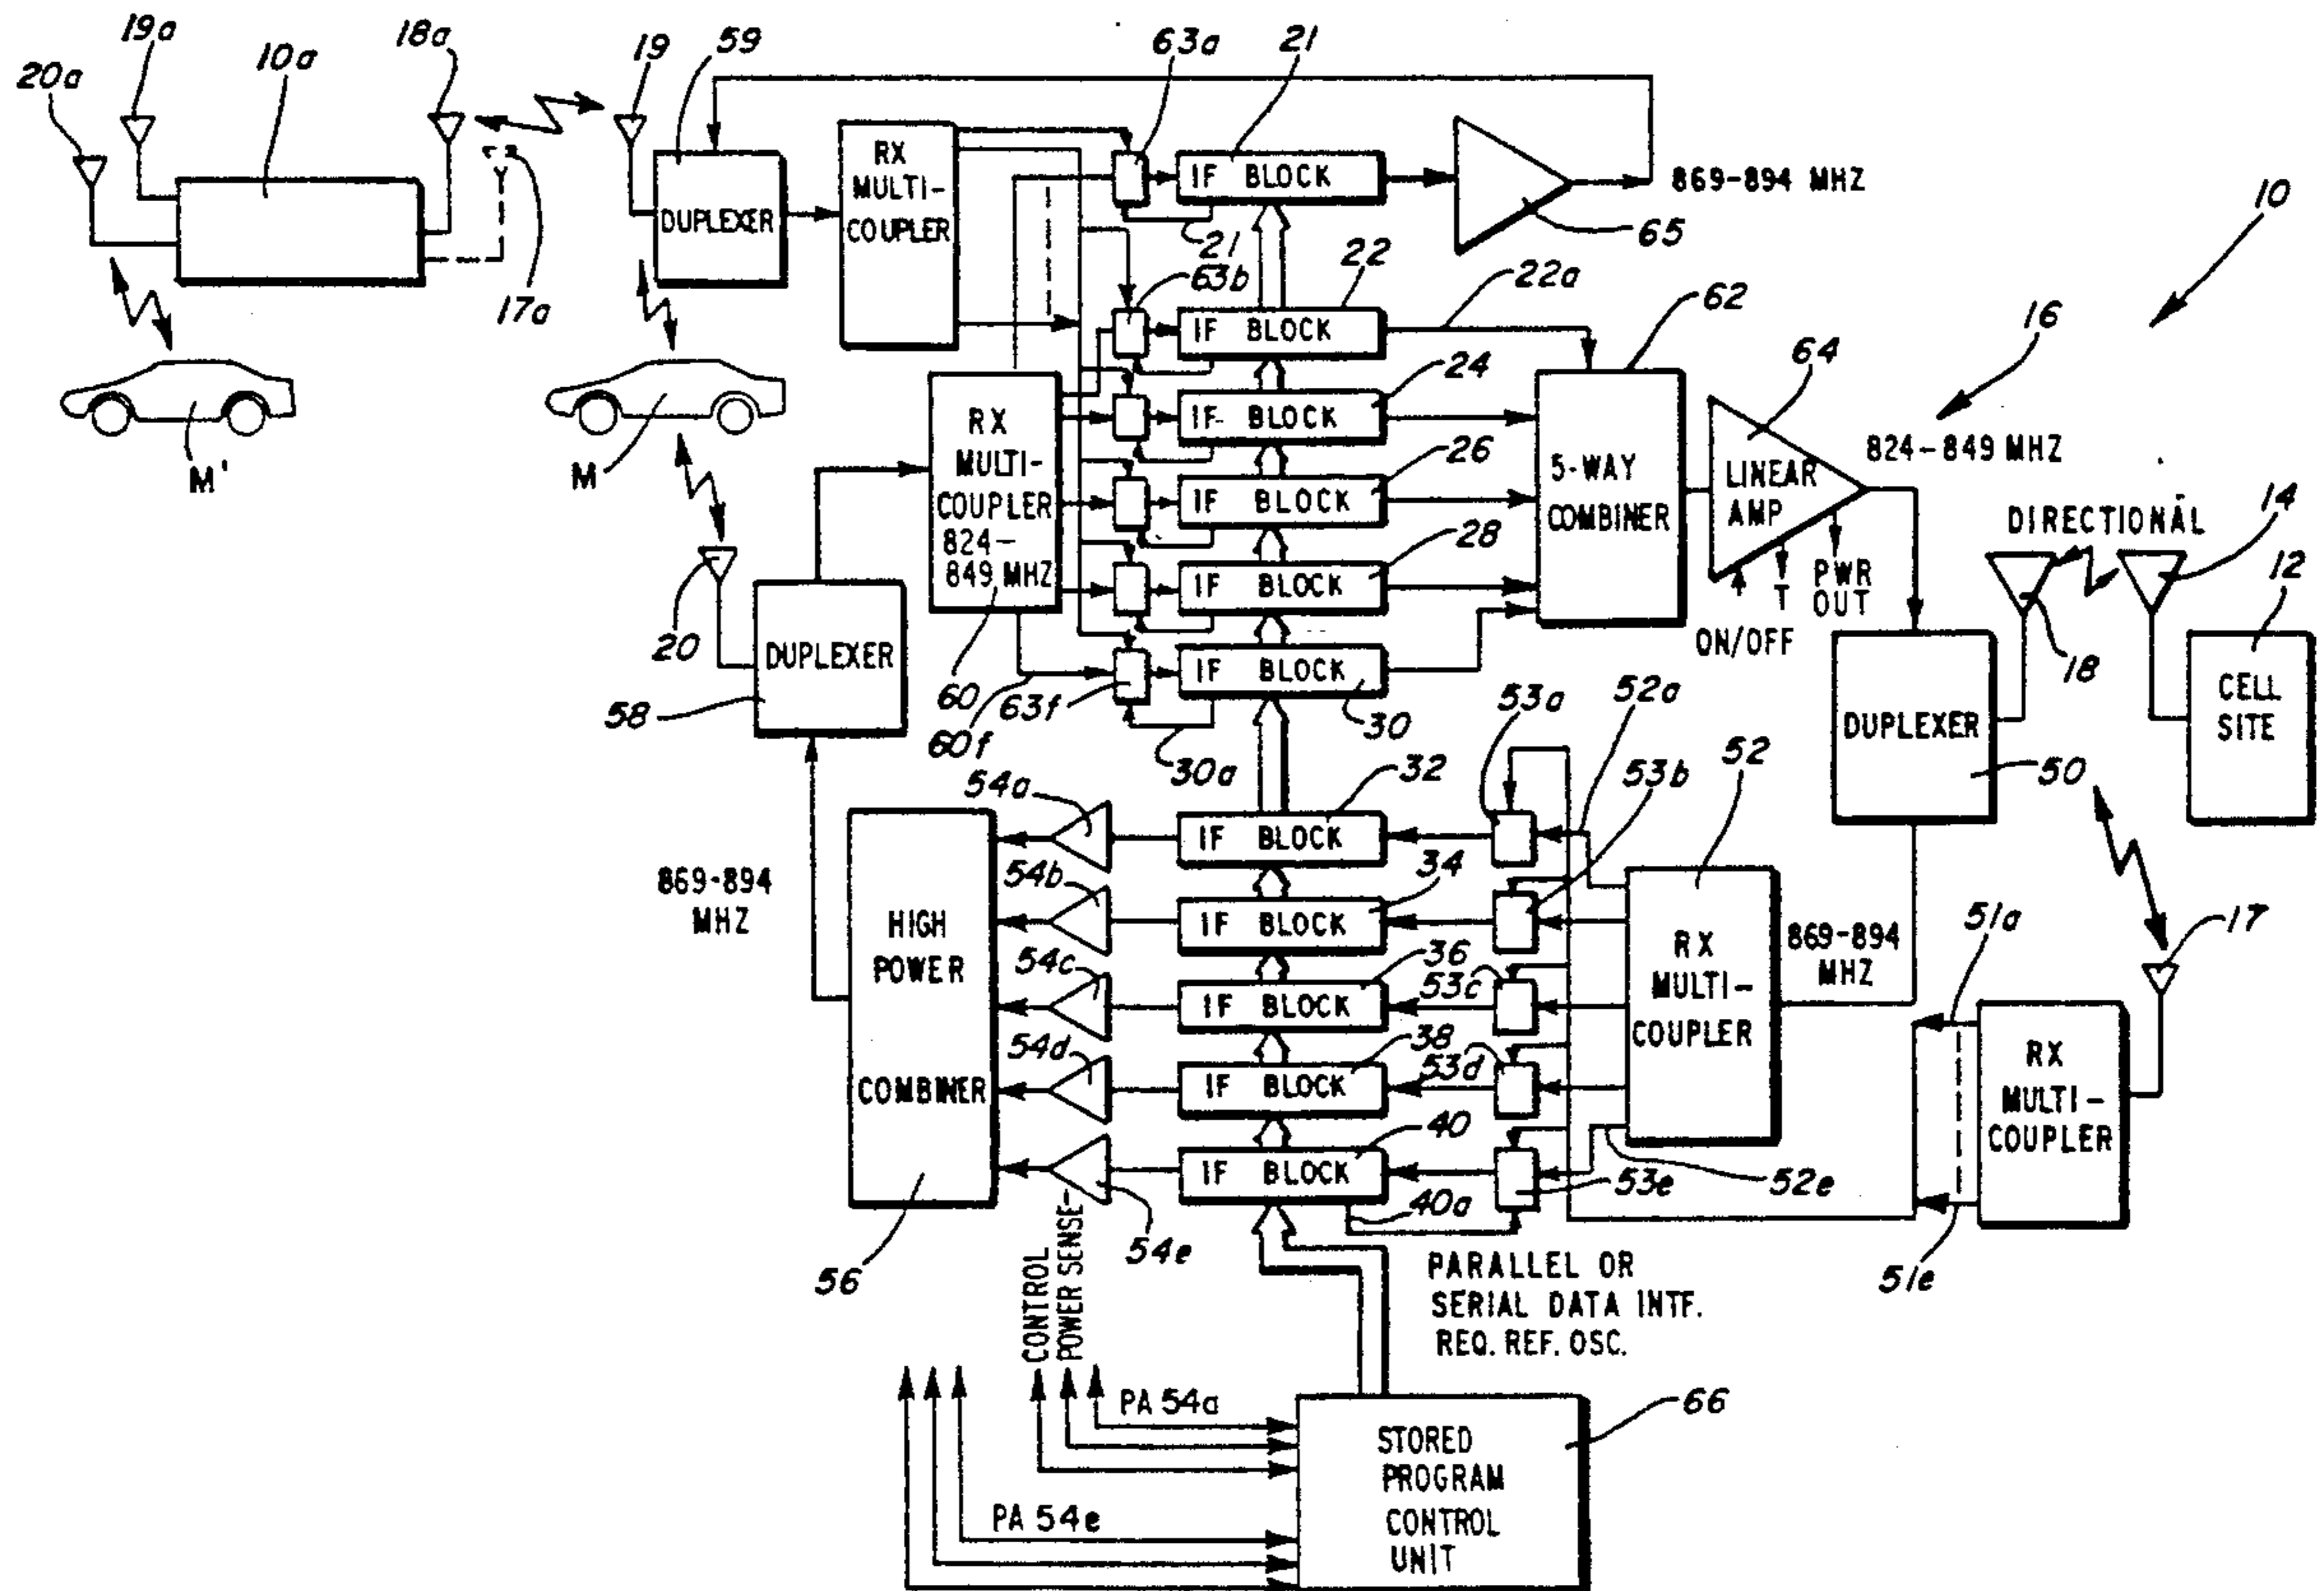 20a
19a
10a
18a
17a
M'
19
59
DUPLEXER
M
20
RX
MULTI-
COUPLER
63a
21
IF BLOCK
21
65
869-894 MHZ
10
63b
22
IF BLOCK
22a
62
16
24
IF BLOCK
26
IF BLOCK
28
IF BLOCK
30
IF BLOCK
RX
MULTI-
COUPLER
824-
849 MHZ
60
60f
63f
30a
5-WAY
COMBINER
64
LINEAR
AMP
824-849 MHZ
ON/OFF
T
PWR
OUT
DIRECTIONAL
14
12
18
CELL
SITE
DUPLEXER
50
DUPLEXER
58
869-894
MHZ
HIGH
POWER
COMBINER
56
54a
54b
54c
54d
54e
32
IF BLOCK
34
IF BLOCK
36
IF BLOCK
38
IF BLOCK
40
IF BLOCK
40a
53a
52a
53b
53c
53d
53e
52
RX
MULTI-
COUPLER
52e
869-894
MHZ
17
51a
RX
MULTI-
COUPLER
51e
CONTROL
POWER SENSE
PARALLEL OR
SERIAL DATA INTF.
REQ. REF. OSC.
PA 54a
PA 54e
STORED
PROGRAM
CONTROL
UNIT
66